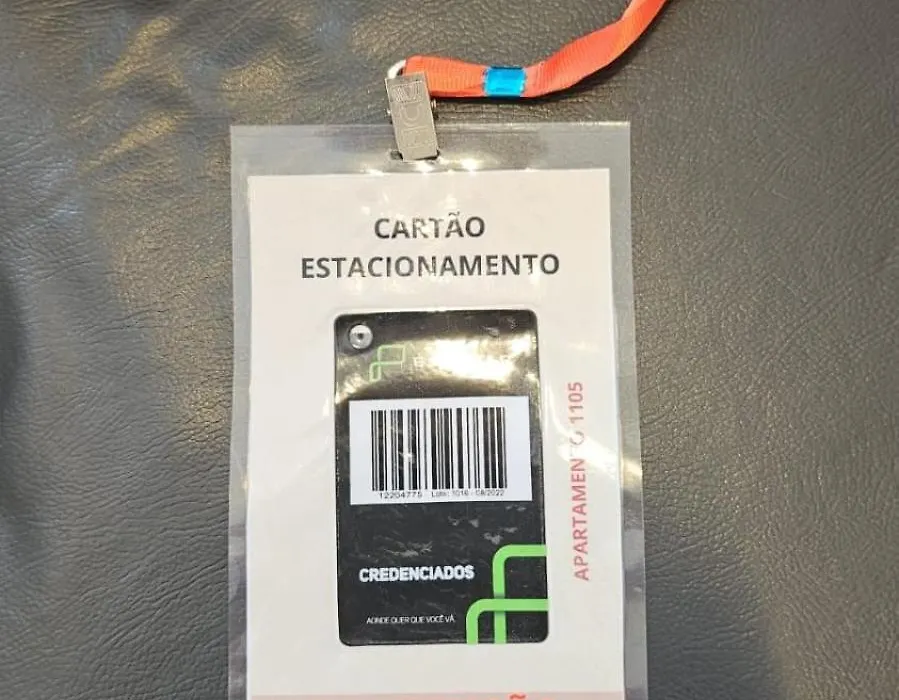 CARTÃO
ESTACIONAMENTO
12204775 Lote: 1016 - 08/2022
CREDENCIADOS
AONDE QUER QUE VOCÊ VÁ.
APARTAMENTO 1105